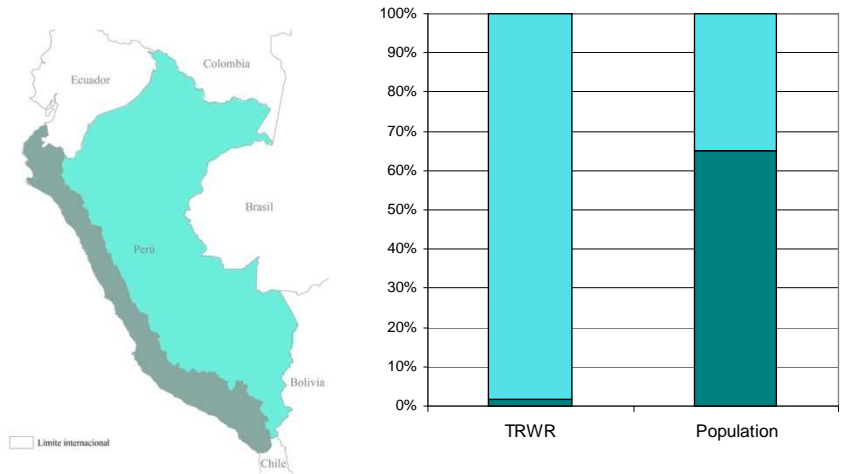 Colombia
Ecuador
Brasil
Perú
Bolivia
Límite internacional
Chile
100%
90%
80%
70%
60%
50%
40%
30%
20%
10%
0%
TRWR
Population